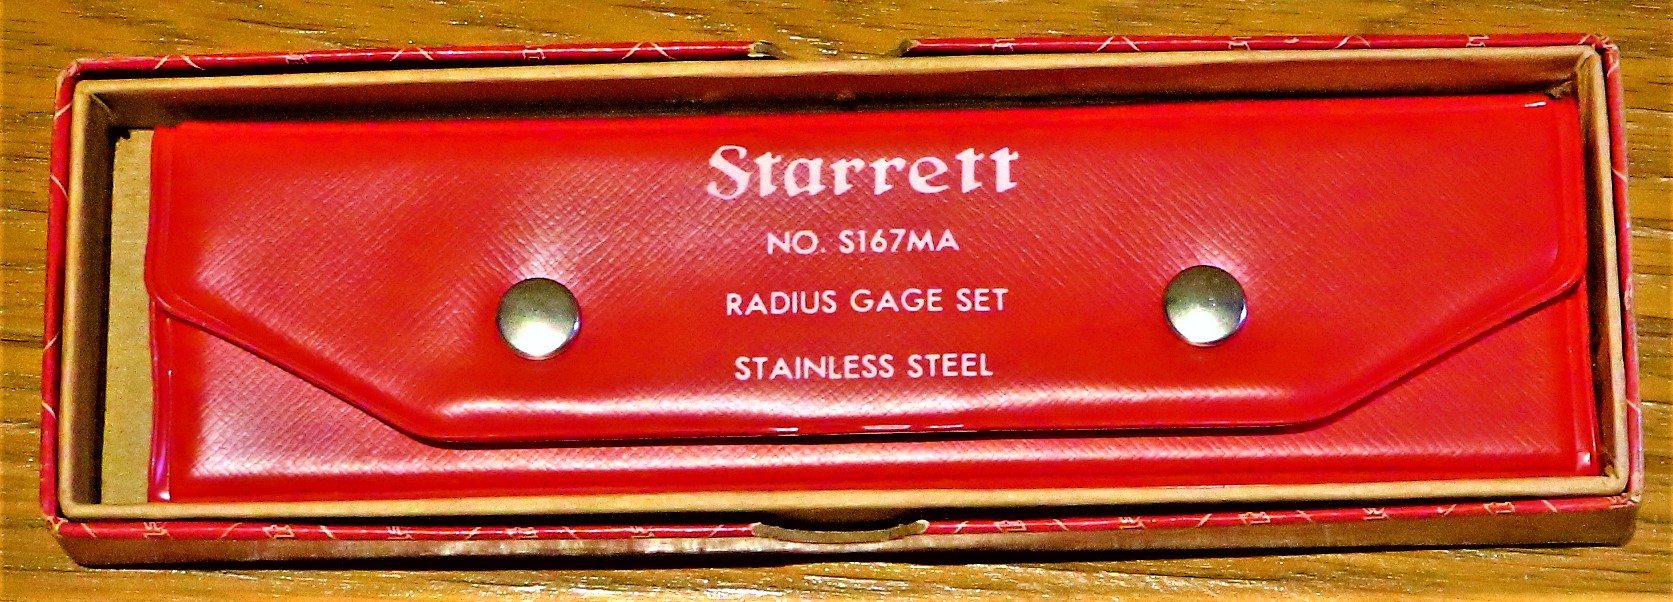 Starrett
NO. S167MA
RADIUS GAGE SET
STAINLESS STEEL